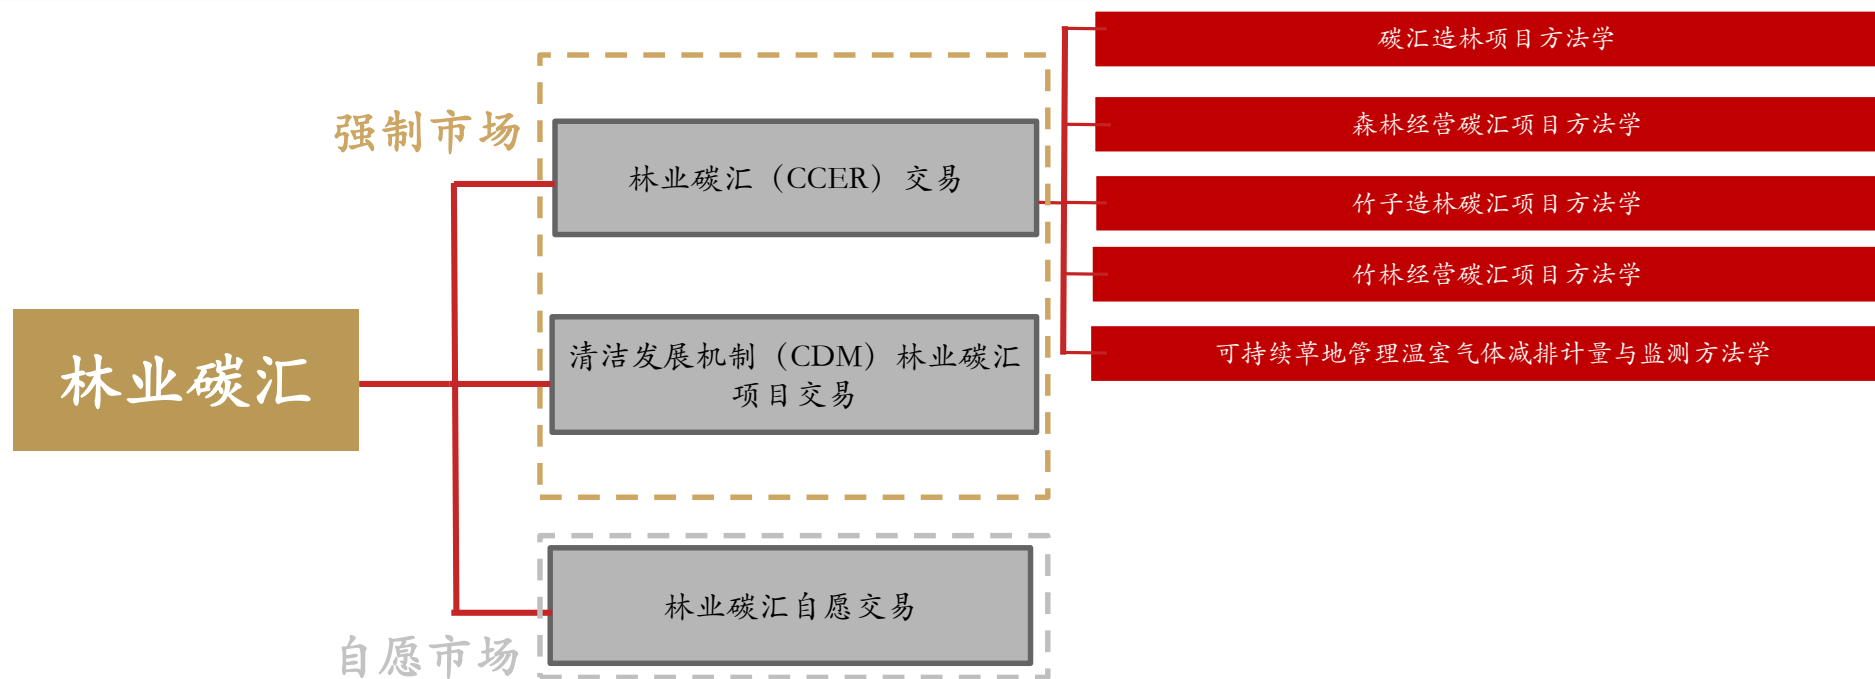 林业碳汇
强制市场
林业碳汇（CCER）交易
清洁发展机制（CDM）林业碳汇
项目交易
自愿市场
林业碳汇自愿交易
碳汇造林项目方法学
森林经营碳汇项目方法学
竹子造林碳汇项目方法学
竹林经营碳汇项目方法学
可持续草地管理温室气体减排计量与监测方法学